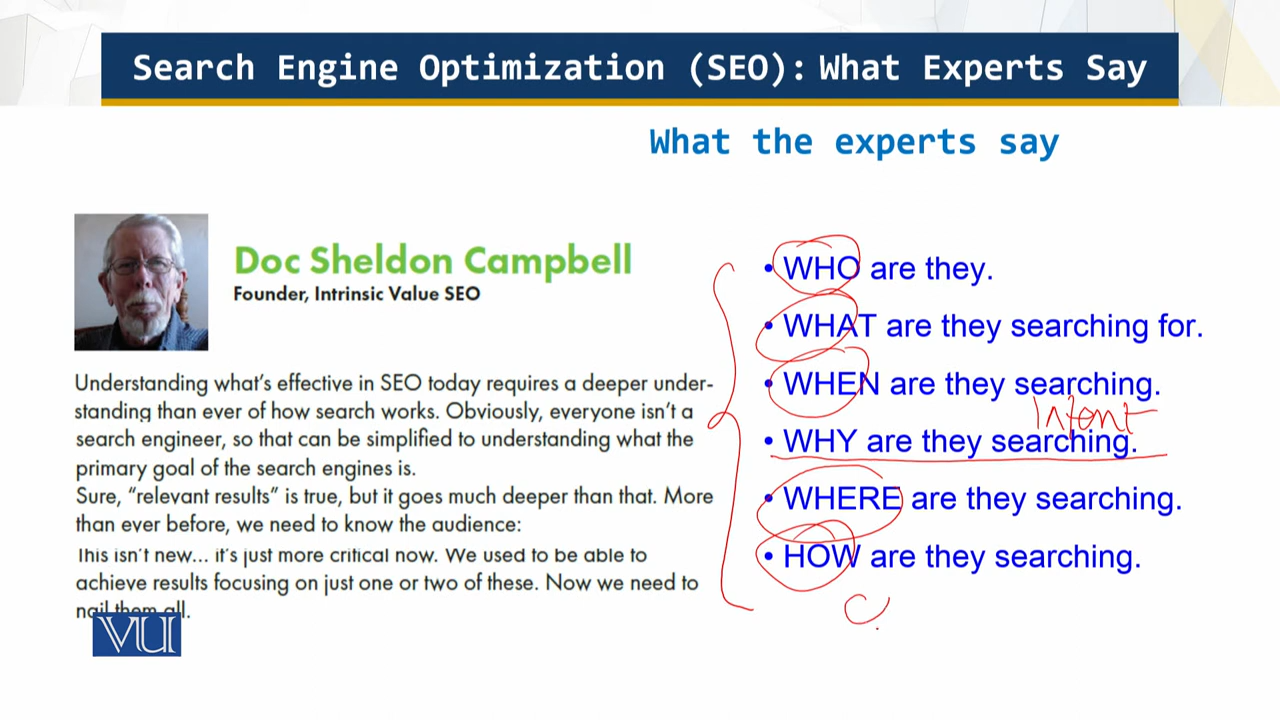 Search Engine Optimization (SEO): What Experts Say
What the experts say
Doc Sheldon Campbell
Founder, Intrinsic Value SEO
Understanding what's effective in SEO today requires a deeper under-
standing than ever of how search works. Obviously, everyone isn't a
search engineer, so that can be simplified to understanding what the
primary goal of the search engines is.
Sure, "relevant results" is true, but it goes much deeper than that. More
than ever before, we need to know the audience:
This isn't new... it's just more critical now. We used to be able to
achieve results focusing on just one or two of these. Now we need to
nail them all.
VU
• WHO are they.
• WHAT are they searching for.
• WHEN are they searching.
Intent
• WHY are they searching.
• WHERE are they searching.
• HOW are they searching.